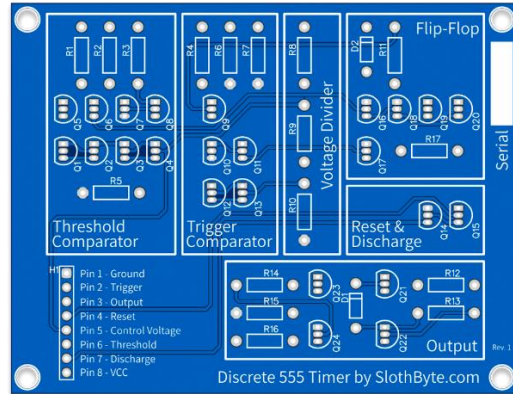 R1
R2
R3
Q5
Q6
Q7
Q8
Q1
Q2
Q3
Q4
R5
Threshold
Comparator
R4
R6
R7
Q9
Q10
Q11
Q12
Q13
Trigger
Comparator
R8
R9
R10
Voltage Divider
Flip-Flop
D2
R11
Q16
Q18
Q19
Q20
R17
Q17
Serial
Q14
Q15
Reset &
Discharge
H1
Pin 1 - Ground
Pin 2 - Trigger
Pin 3 - Output
Pin 4 - Reset
Pin 5 - Control Voltage
Pin 6 - Threshold
Pin 7 - Discharge
Pin 8 - VCC
R14
R15
R16
Q23
Q24
D1
Q21
Q22
R12
R13
Output
Rev. 1
Discrete 555 Timer by SlothByte.com